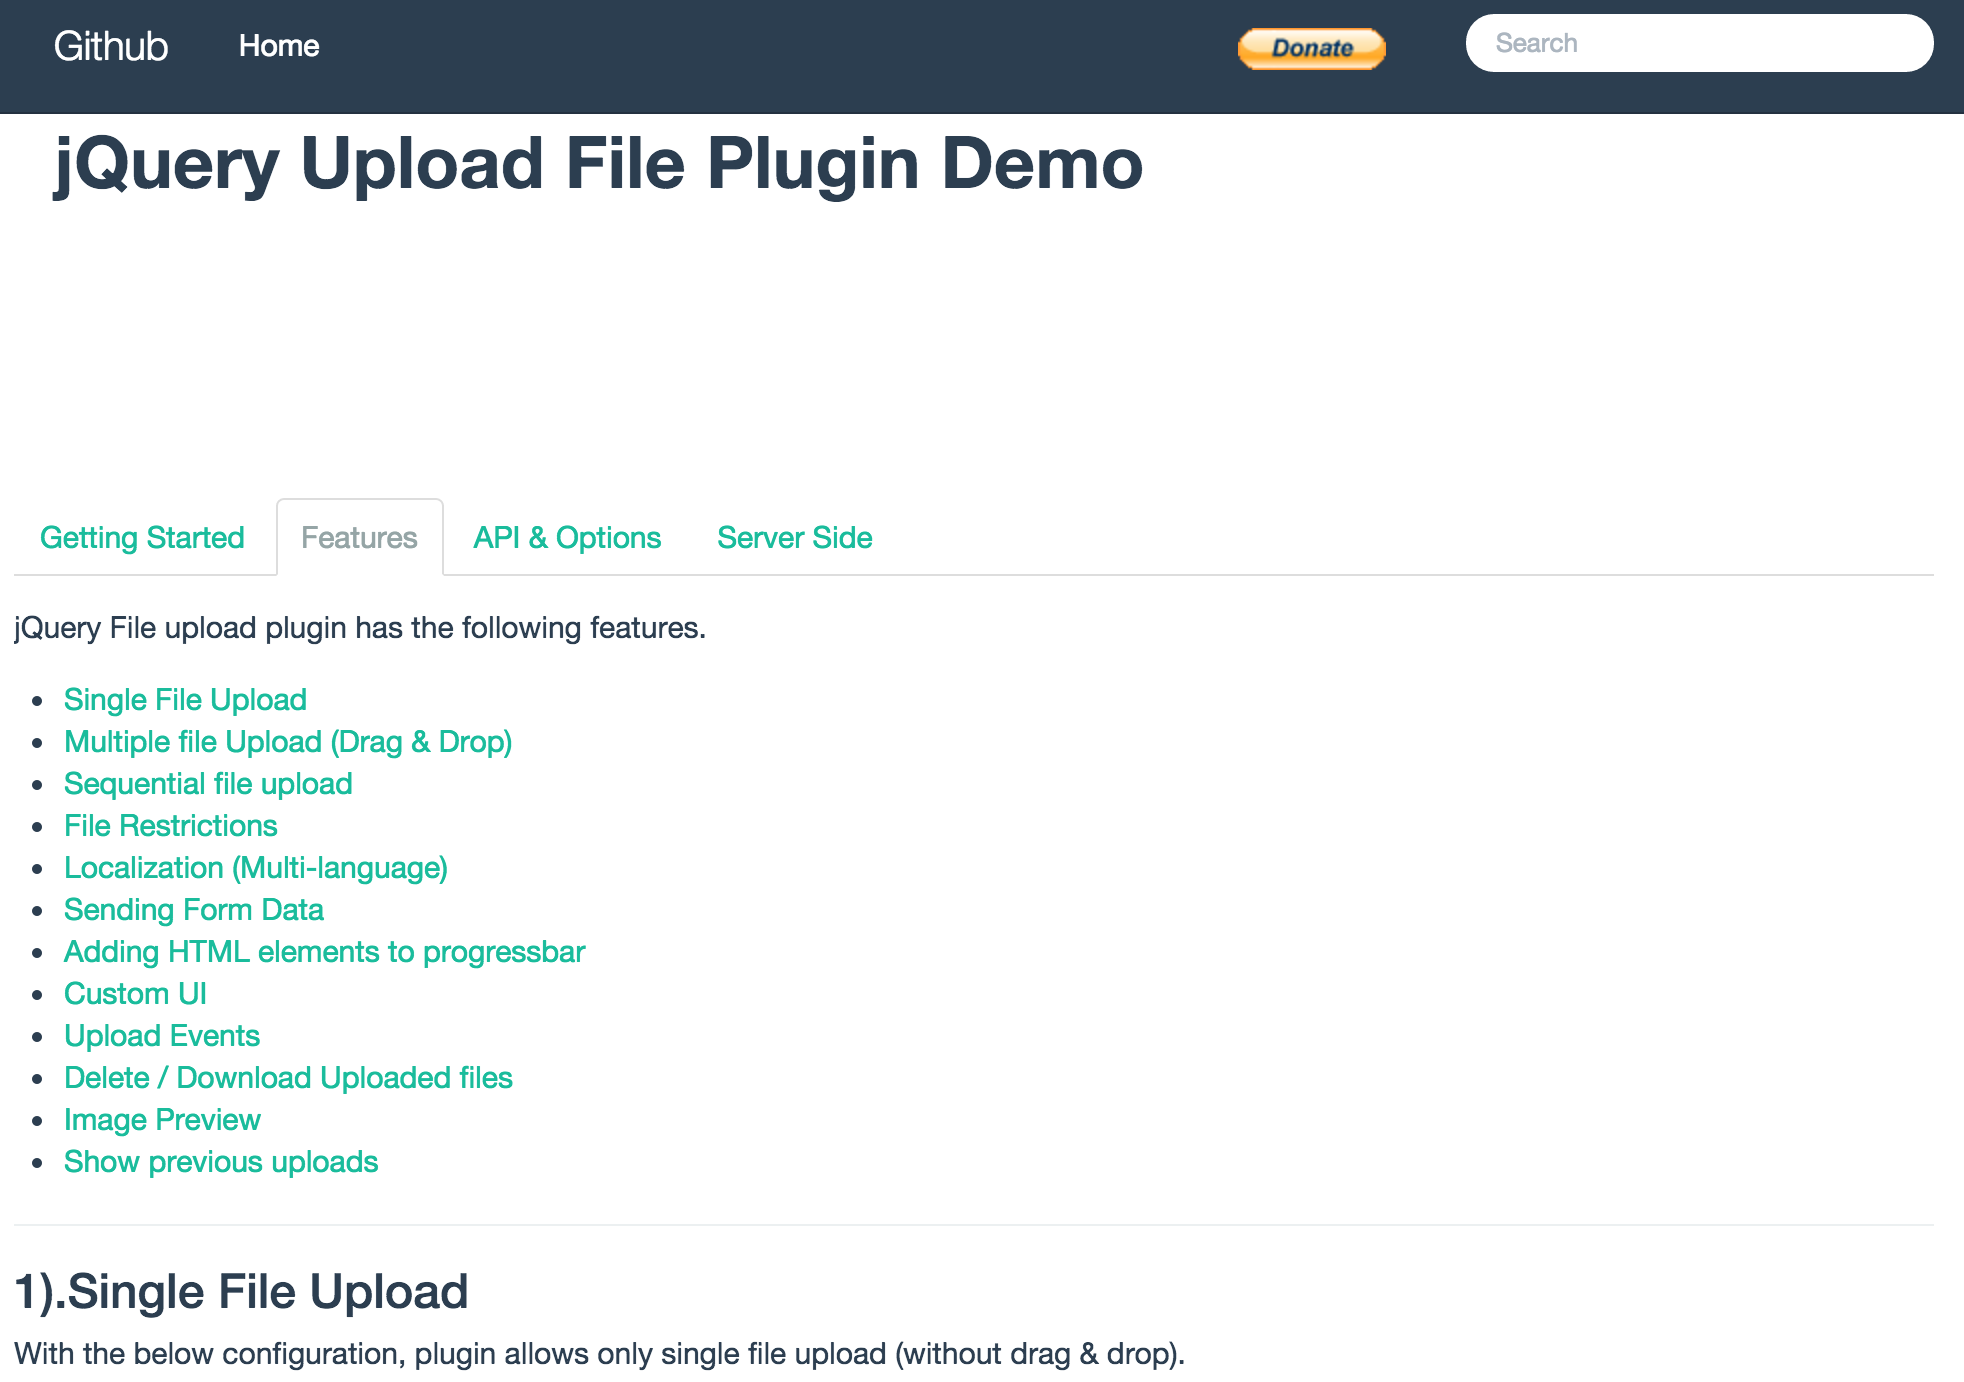 Github Home Donate Search
jQuery Upload File Plugin Demo
Getting Started Features API & Options Server Side
jQuery File upload plugin has the following features.
Single File Upload
Multiple file Upload (Drag & Drop)
Sequential file upload
File Restrictions
Localization (Multi-language)
Sending Form Data
Adding HTML elements to progressbar
Custom UI
Upload Events
Delete / Download Uploaded files
Image Preview
Show previous uploads
1).Single File Upload
With the below configuration, plugin allows only single file upload (without drag & drop).